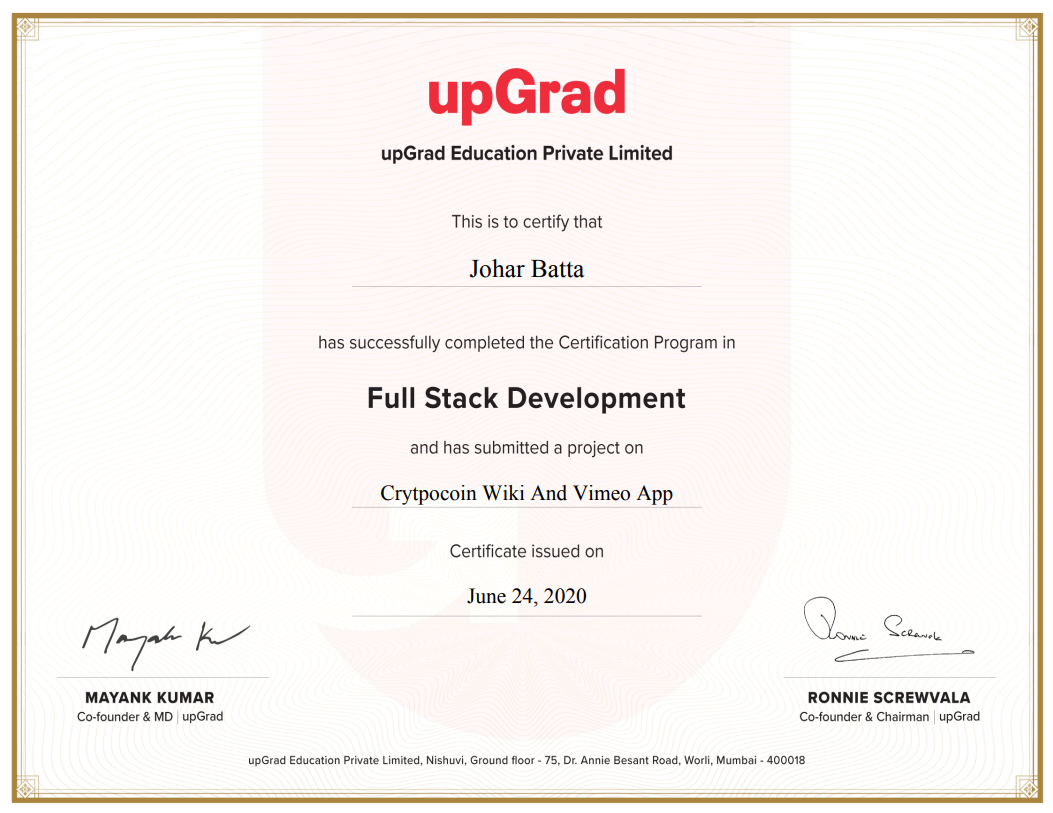 upGrad
upGrad Education Private Limited
This is to certify that
Johar Batta
has successfully completed the Certification Program in
Full Stack Development
and has submitted a project on
Crytpocoin Wiki And Vimeo App
Certificate issued on
June 24, 2020
Mayank Ku
Ronnie Screwvala
MAYANK KUMAR
Co-founder & MD | upGrad
RONNIE SCREWVALA
Co-founder & Chairman | upGrad
upGrad Education Private Limited, Nishuvi, Ground floor - 75, Dr. Annie Besant Road, Worli, Mumbai - 400018